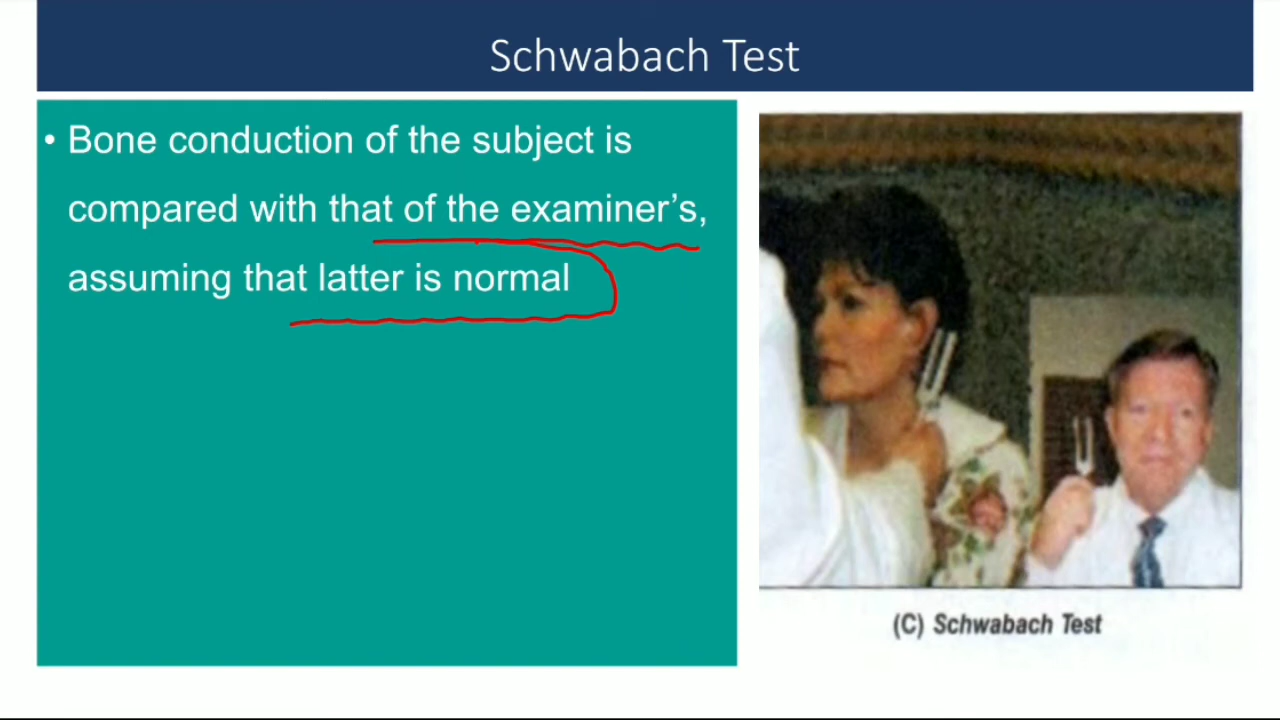 Schwabach Test
• Bone conduction of the subject is
compared with that of the examiner’s,
assuming that latter is normal
(C) Schwabach Test